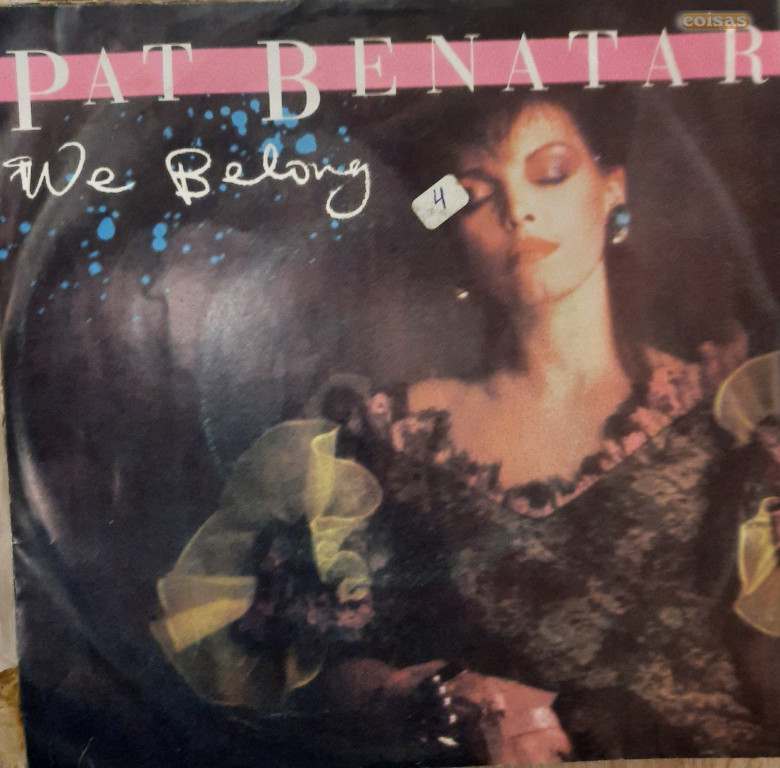 coisas
PAT BENATAR
We Belong
4